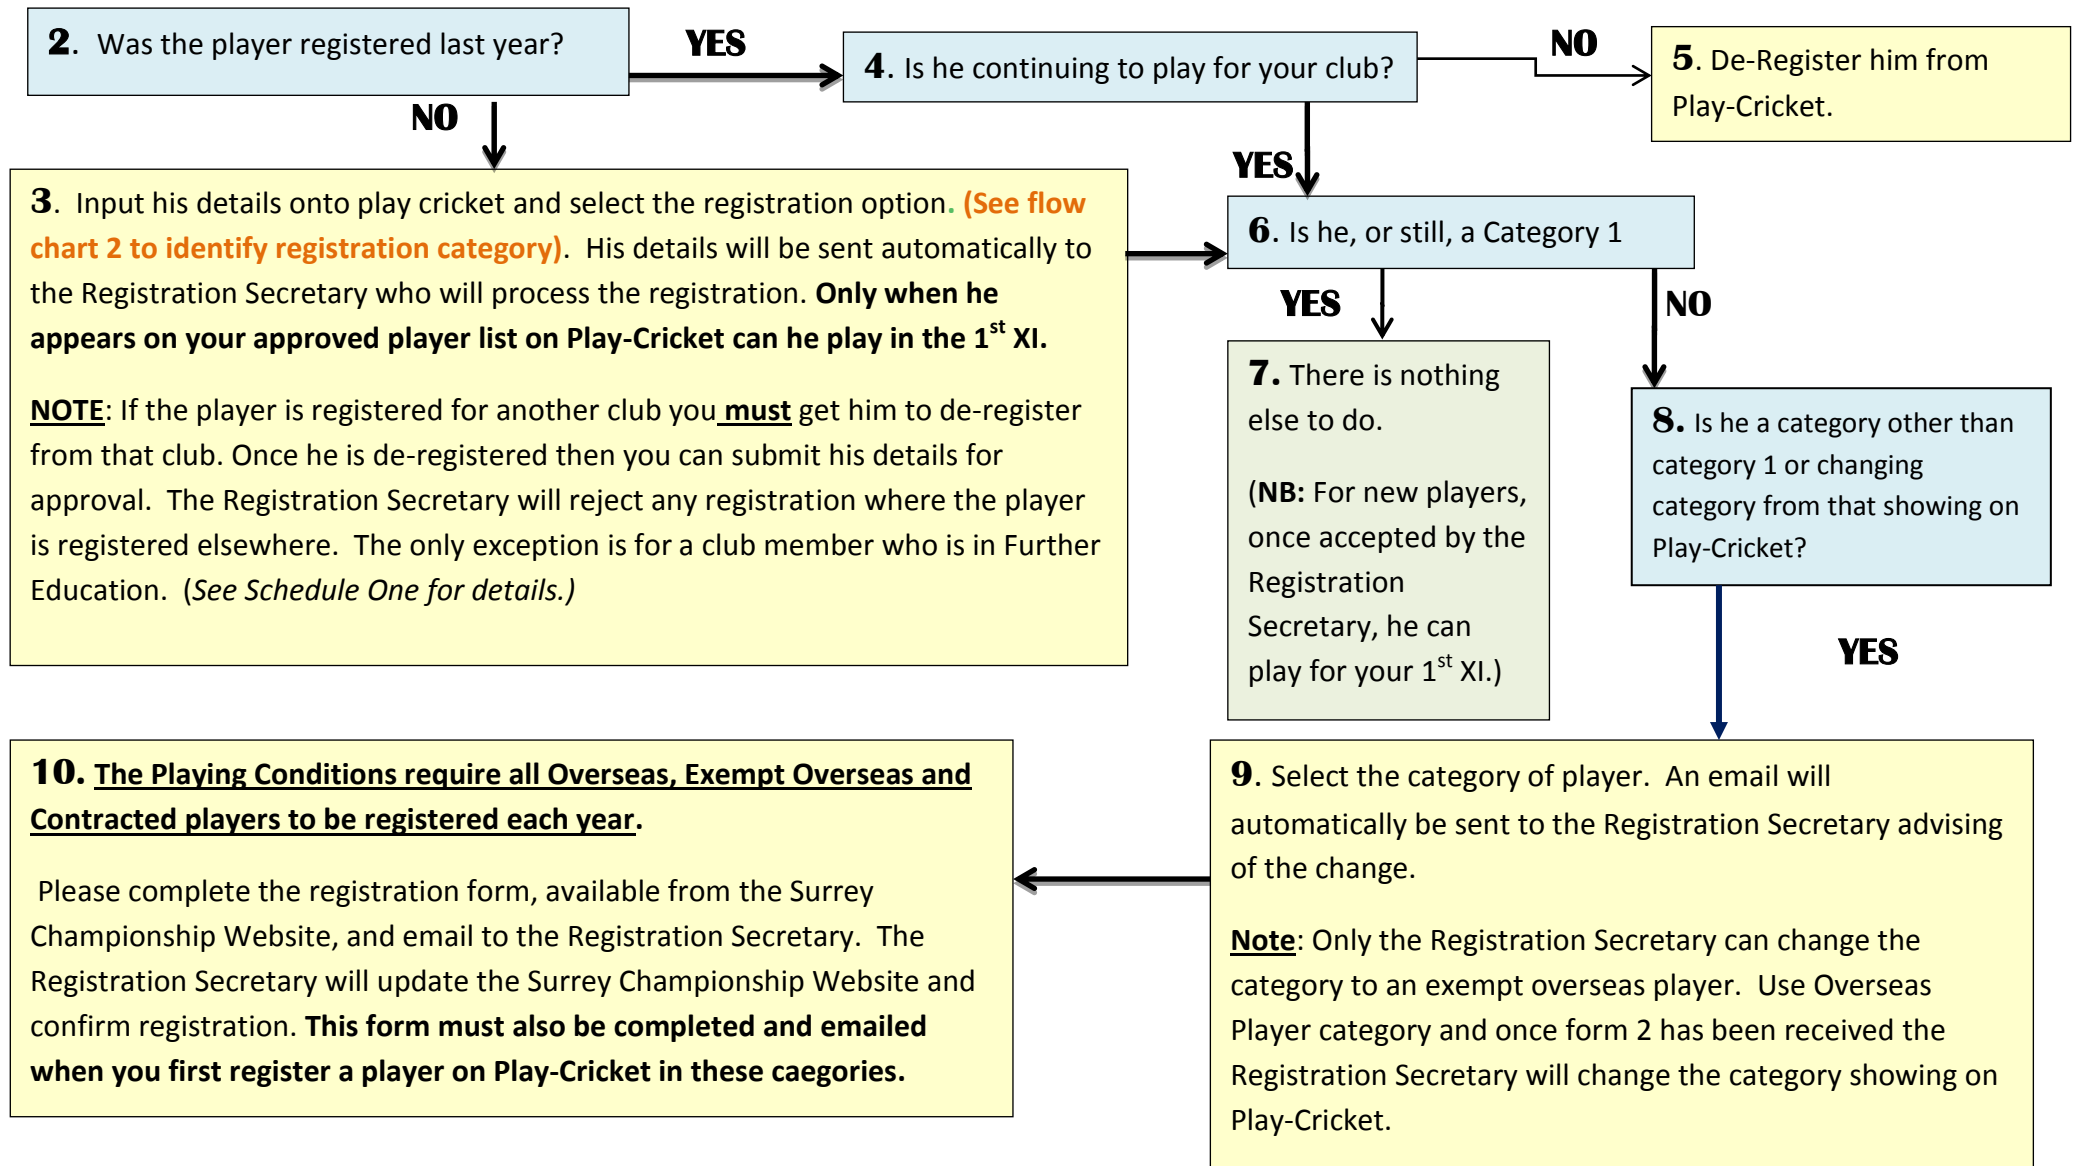 2. Was the player registered last year?
YES
4. Is he continuing to play for your club?
NO
5. De-Register him from
Play-Cricket.
NO
YES
3. Input his details onto play cricket and select the registration option. (See flow
chart 2 to identify registration category). His details will be sent automatically to
the Registration Secretary who will process the registration. Only when he
appears on your approved player list on Play-Cricket can he play in the 1st XI.
NOTE: If the player is registered for another club you must get him to de-register
from that club. Once he is de-registered then you can submit his details for
approval. The Registration Secretary will reject any registration where the player
is registered elsewhere. The only exception is for a club member who is in Further
Education. (See Schedule One for details.)
6. Is he, or still, a Category 1
YES
NO
7. There is nothing
else to do.
(NB: For new players,
once accepted by the
Registration
Secretary, he can
play for your 1st XI.)
8. Is he a category other than
category 1 or changing
category from that showing on
Play-Cricket?
YES
10. The Playing Conditions require all Overseas, Exempt Overseas and
Contracted players to be registered each year.
Please complete the registration form, available from the Surrey
Championship Website, and email to the Registration Secretary. The
Registration Secretary will update the Surrey Championship Website and
confirm registration. This form must also be completed and emailed
when you first register a player on Play-Cricket in these caegories.
9. Select the category of player. An email will
automatically be sent to the Registration Secretary advising
of the change.
Note: Only the Registration Secretary can change the
category to an exempt overseas player. Use Overseas
Player category and once form 2 has been received the
Registration Secretary will change the category showing on
Play-Cricket.